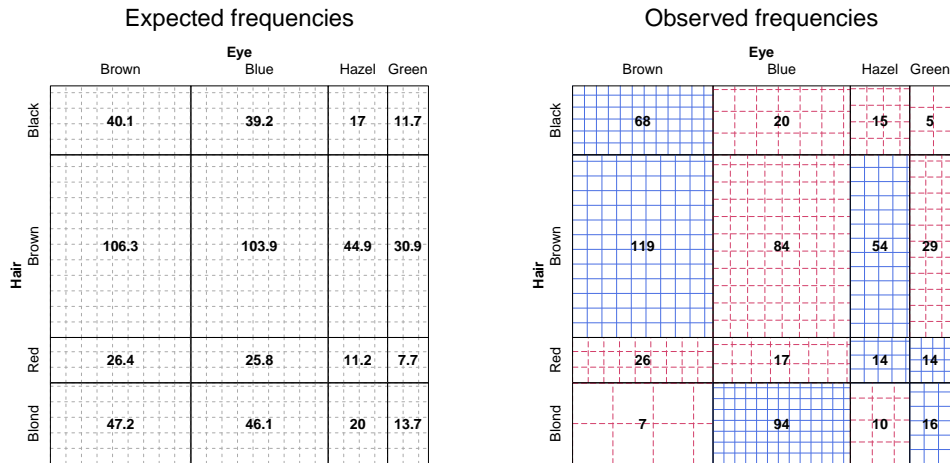 Expected frequencies
Eye
Brown Blue Hazel Green
Hair
Black 40.1 39.2 17 11.7
Brown 106.3 103.9 44.9 30.9
Red 26.4 25.8 11.2 7.7
Blond 47.2 46.1 20 13.7
Observed frequencies
Eye
Brown Blue Hazel Green
Hair
Black 68 20 15 5
Brown 119 84 54 29
Red 26 17 14 14
Blond 7 94 10 16